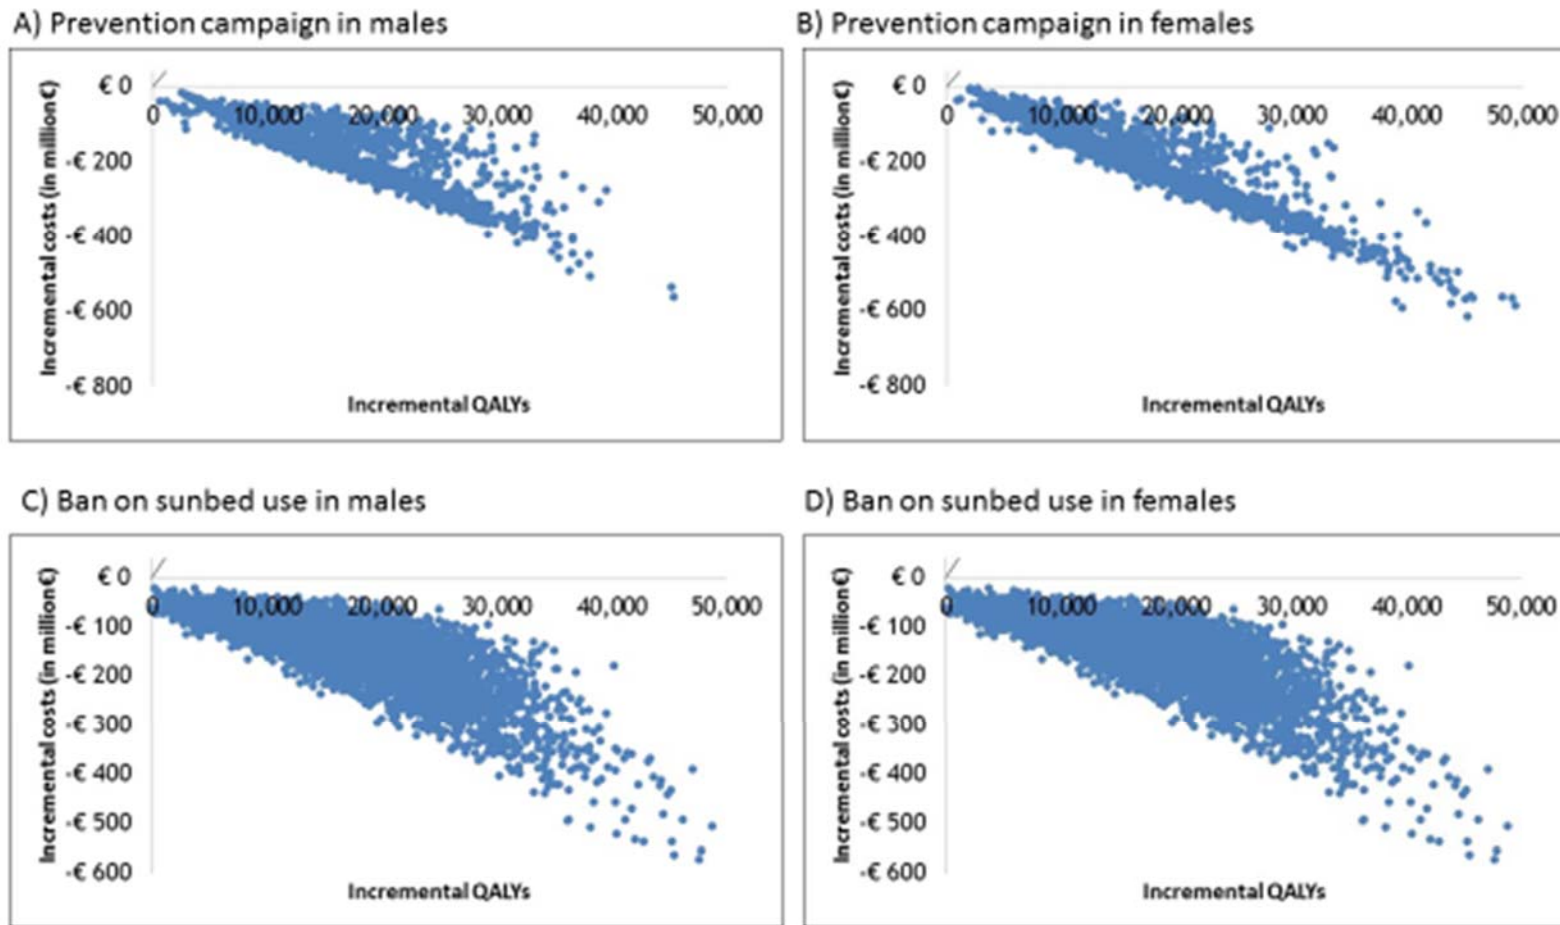 A) Prevention campaign in males
B) Prevention campaign in females
Incremental costs (in million€)
€ 0
-€ 200
-€ 400
-€ 600
-€ 800
0 10,000 20,000 30,000 40,000 50,000
Incremental QALYs
Incremental costs (in million€)
€ 0
-€ 200
-€ 400
-€ 600
-€ 800
0 10,000 20,000 30,000 40,000 50,000
Incremental QALYs
C) Ban on sunbed use in males
D) Ban on sunbed use in females
Incremental costs (in million€)
€ 0
-€ 100
-€ 200
-€ 300
-€ 400
-€ 500
-€ 600
0 10,000 20,000 30,000 40,000 50,000
Incremental QALYs
Incremental costs (in million€)
€ 0
-€ 100
-€ 200
-€ 300
-€ 400
-€ 500
-€ 600
0 10,000 20,000 30,000 40,000 50,000
Incremental QALYs